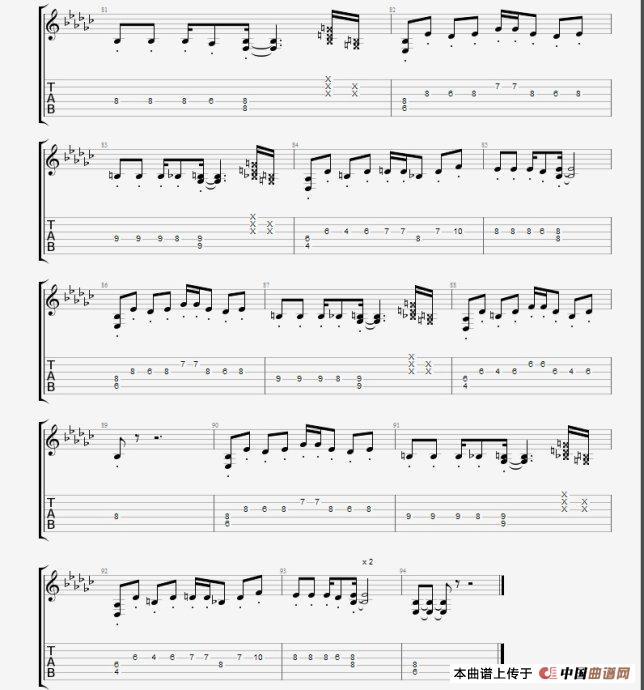 81 82
T A B
X X
X X 7 7
X X 8 6 8 8 6 8
8 8 8 6 8 8
8 6
83 84 85
T A B
X
X X
X X 6 4 6 7 7 7 10 8 8 8 6 8
9 9 9 8 9 6 8 8
9 4
86 87 88
T A B
X
7 7 X X 6 6
8 6 8 8 6 8 X X 6 4 6 6 4 6
8 9 9 9 8 9 6
6 9 4
89 90 91
T A B
X
7 7 X X
8 6 8 8 6 8 X X
8 8 9 9 9 8 9
6 9
x 2
92 93 94
T A B
6 4 6 7 7 7 10 8 8 8 6 8
6 8 8 8
4 6
本曲谱上传于 中国曲谱网